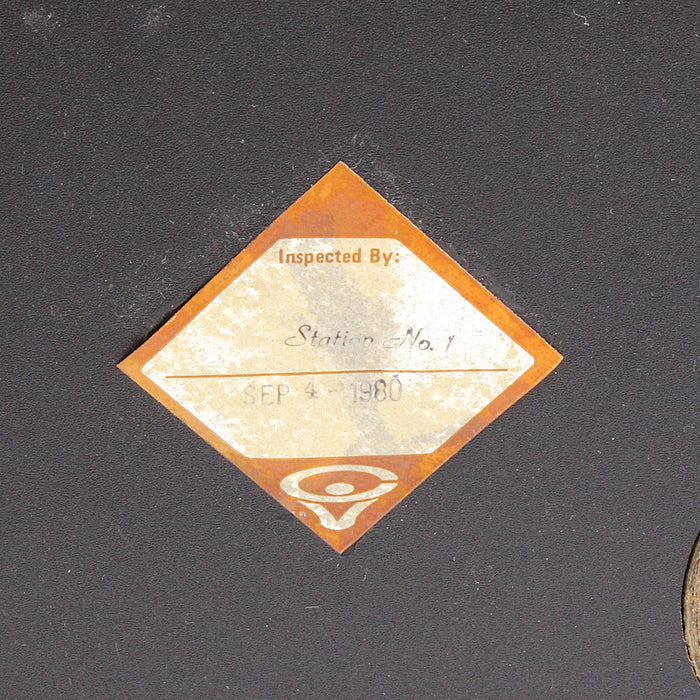 Inspected By:
Station No. 1
SEP 4 - 1980